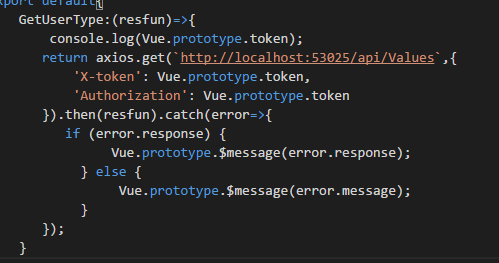 xport default{
GetUserType:(resfun)=>{
console.log(Vue.prototype.token);
return axios.get(`http://localhost:53025/api/Values`,{
'X-token': Vue.prototype.token,
'Authorization': Vue.prototype.token
}).then(resfun).catch(error=>{
if (error.response) {
Vue.prototype.$message(error.response);
} else {
Vue.prototype.$message(error.message);
}
});
}